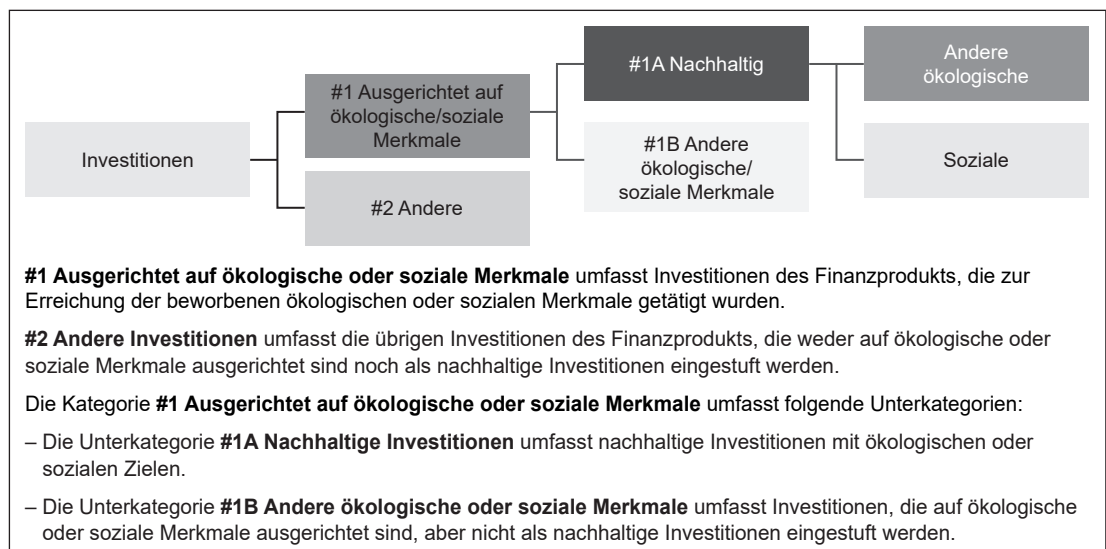 Investitionen
#1 Ausgerichtet auf
ökologische/soziale
Merkmale
#2 Andere
#1A Nachhaltig
#1B Andere
ökologische/
soziale Merkmale
Andere
ökologische
Soziale
#1 Ausgerichtet auf ökologische oder soziale Merkmale umfasst Investitionen des Finanzprodukts, die zur
Erreichung der beworbenen ökologischen oder sozialen Merkmale getätigt wurden.
#2 Andere Investitionen umfasst die übrigen Investitionen des Finanzprodukts, die weder auf ökologische oder
soziale Merkmale ausgerichtet sind noch als nachhaltige Investitionen eingestuft werden.
Die Kategorie #1 Ausgerichtet auf ökologische oder soziale Merkmale umfasst folgende Unterkategorien:
– Die Unterkategorie #1A Nachhaltige Investitionen umfasst nachhaltige Investitionen mit ökologischen oder
sozialen Zielen.
– Die Unterkategorie #1B Andere ökologische oder soziale Merkmale umfasst Investitionen, die auf ökologische
oder soziale Merkmale ausgerichtet sind, aber nicht als nachhaltige Investitionen eingestuft werden.